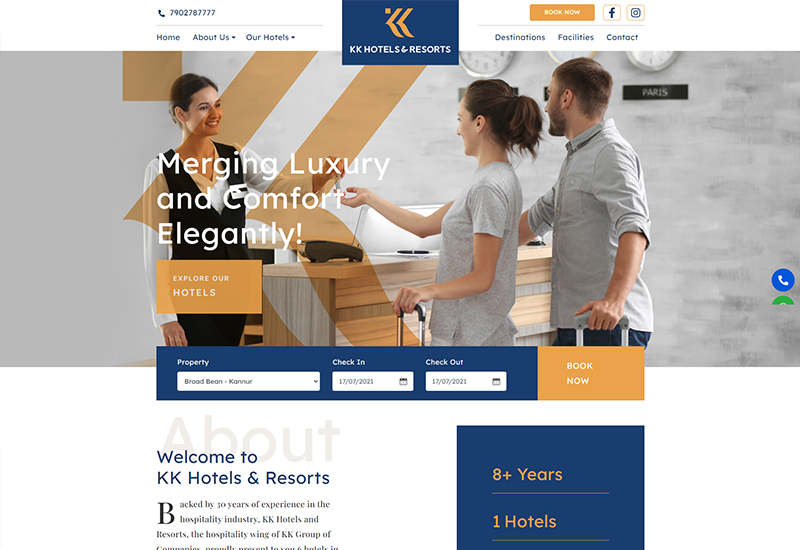 7902787777
BOOK NOW
Home About Us Our Hotels
KK HOTELS & RESORTS
Destinations Facilities Contact
PARIS
Merging Luxury
and Comfort
Elegantly!
EXPLORE OUR
HOTELS
Property
Check In
Check Out
Broad Bean - Kannur
17/07/2021
17/07/2021
BOOK
NOW
About
Welcome to
KK Hotels & Resorts
Backed by 30 years of experience in the
hospitality industry, KK Hotels and
Resorts, the hospitality wing of KK Group of
Companies, proudly present to you 6 hotels in
8+ Years
1 Hotels